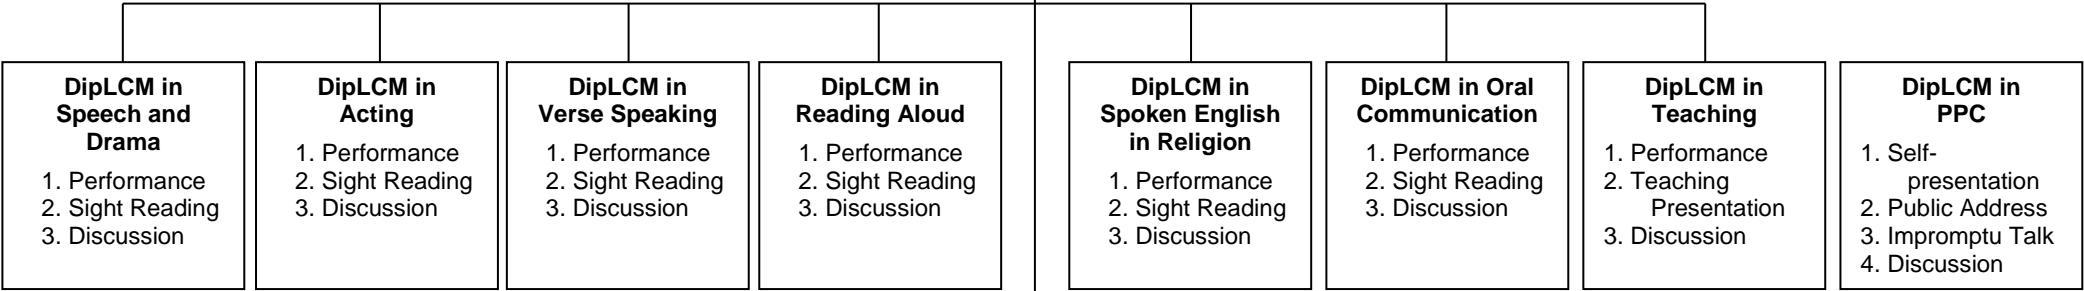 DipLCM in
Speech and
Drama
1. Performance
2. Sight Reading
3. Discussion
DipLCM in
Acting
1. Performance
2. Sight Reading
3. Discussion
DipLCM in
Verse Speaking
1. Performance
2. Sight Reading
3. Discussion
DipLCM in
Reading Aloud
1. Performance
2. Sight Reading
3. Discussion
DipLCM in
Spoken English
in Religion
1. Performance
2. Sight Reading
3. Discussion
DipLCM in Oral
Communication
1. Performance
2. Sight Reading
3. Discussion
DipLCM in
Teaching
1. Performance
2. Teaching
Presentation
3. Discussion
DipLCM in
PPC
1. Self-
presentation
2. Public Address
3. Impromptu Talk
4. Discussion